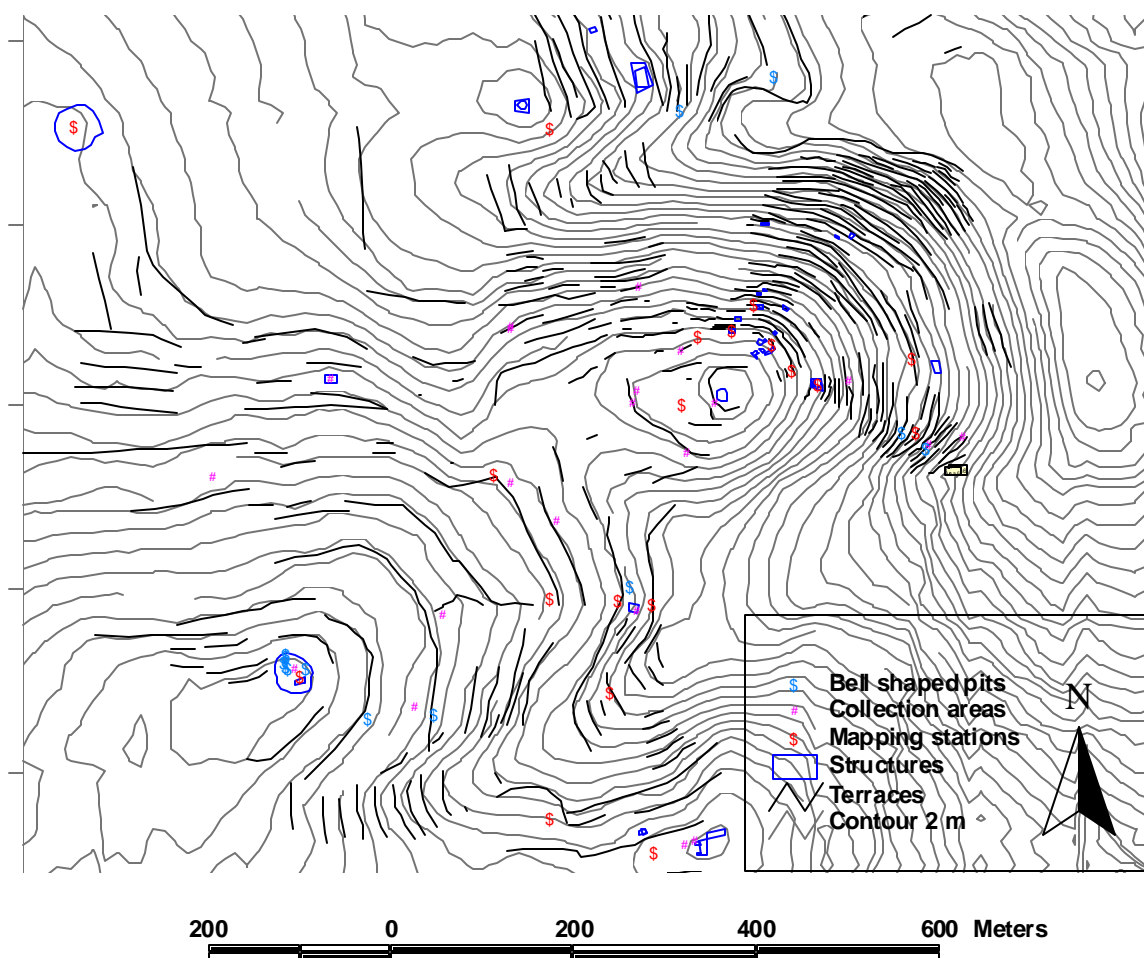 Bell shaped pits
N
Collection areas
Mapping stations
Structures
Terraces
Contour 2 m
200 0 200 400 600 Meters